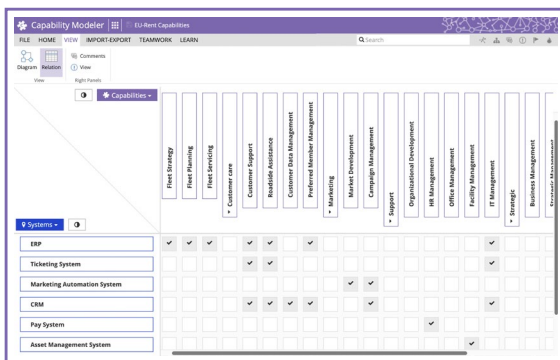 Capability Modeler EU-Rent Capabilities
FILE HOME VIEW IMPORT-EXPORT TEAMWORK LEARN Search
Comments
Diagram Relation View
View Right Panels
Capabilities
Fleet Strategy
Fleet Planning
Fleet Servicing
Customer care
Customer Support
Roadside Assistance
Customer Data Management
Preferred Member Management
Marketing
Market Development
Campaign Management
Support
Organizational Development
HR Management
Office Management
Facility Management
IT Management
Strategic
Business Management
Strategic Management
Systems
ERP
Ticketing System
Marketing Automation System
CRM
Pay System
Asset Management System